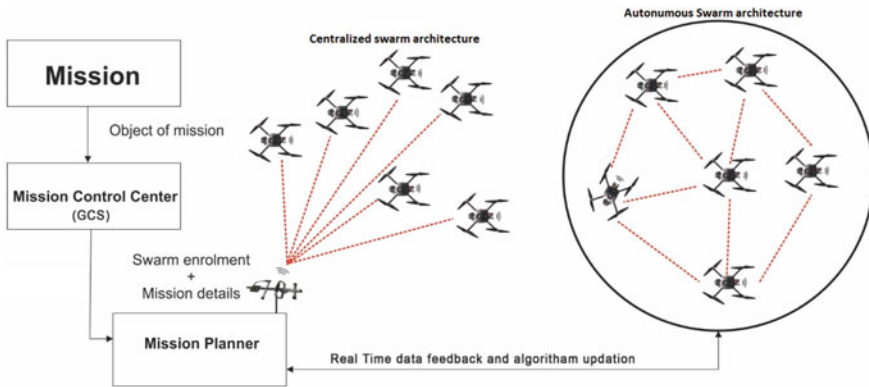 Autonumous Swarm architecture
Centralized swarm architecture
Mission
Object of mission
Mission Control Center
(GCS)
Swarm enrolment
+
Mission details
Mission Planner
Real Time data feedback and algoritham updation